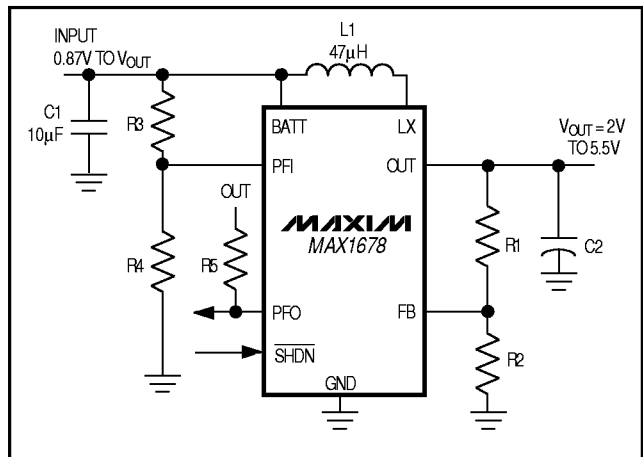 INPUT
0.87V TO VOUT
L1
47µH
C1
10µF
R3
BATT
LX
VOUT = 2V
TO 5.5V
PFI
OUT
OUT
MAXIM
MAX1678
R4
R5
R1
C2
PFO
FB
SHDN
R2
GND